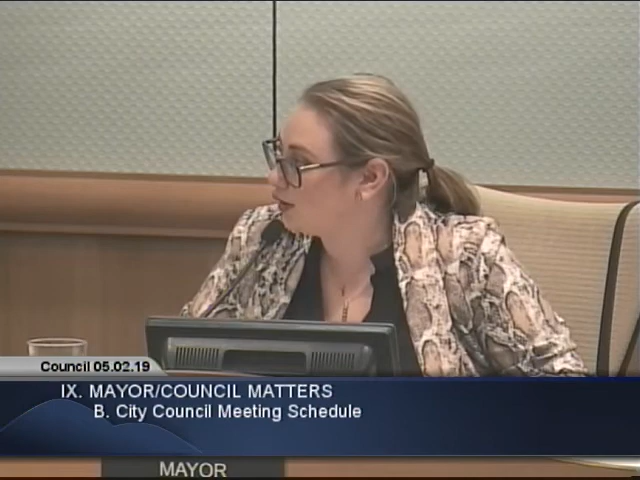 Council 05.02.19
IX. MAYOR/COUNCIL MATTERS
B. City Council Meeting Schedule
MAYOR